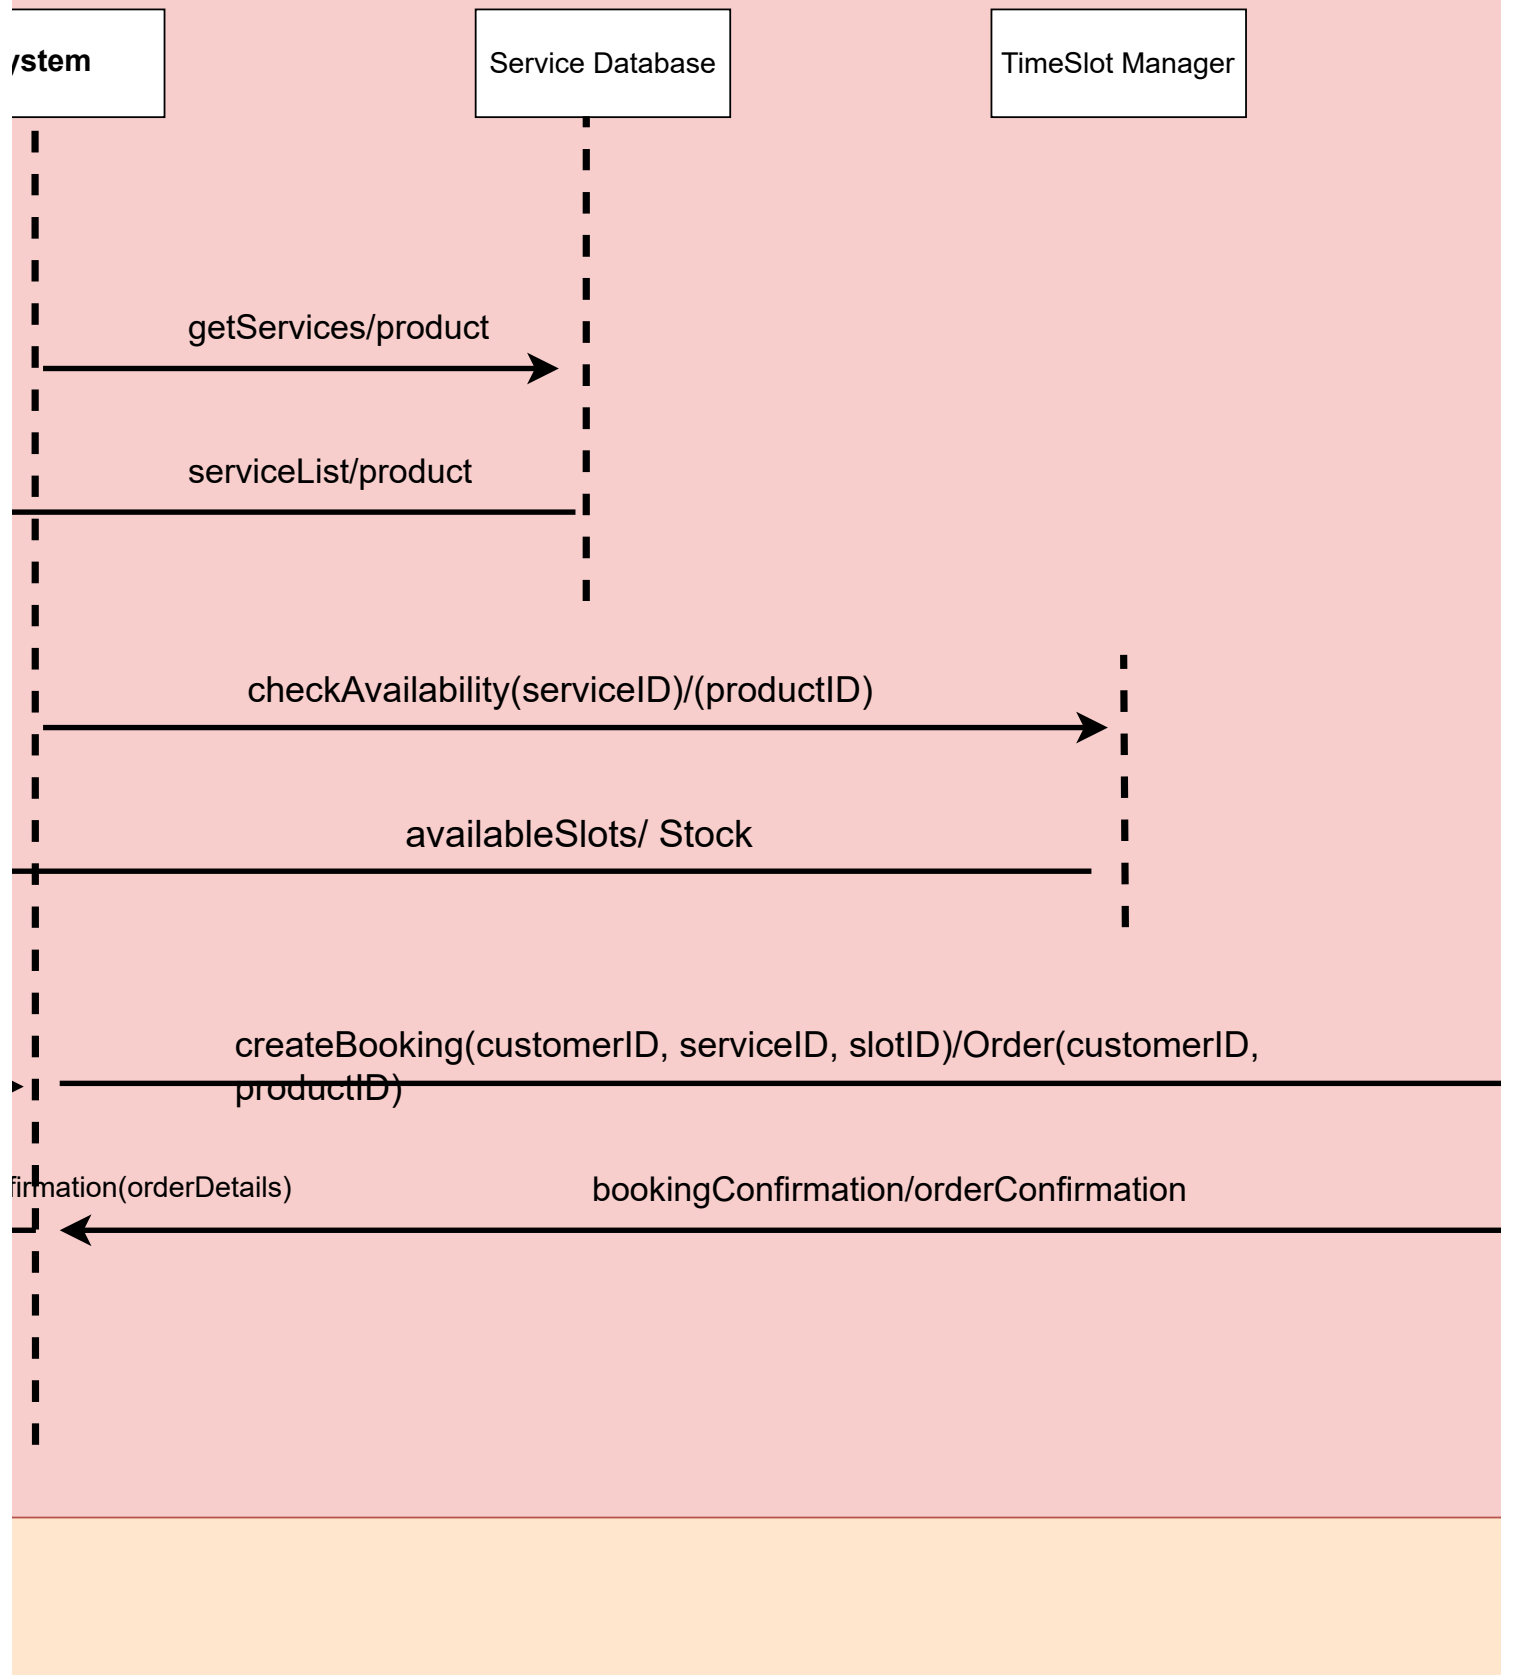 ystem
Service Database
TimeSlot Manager
getServices/product
serviceList/product
checkAvailability(serviceID)/(productID)
availableSlots/ Stock
createBooking(customerID, serviceID, slotID)/Order(customerID,
productID)
firmation(orderDetails)
bookingConfirmation/orderConfirmation